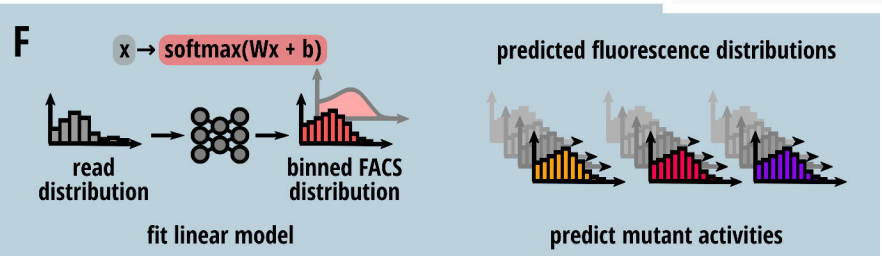 F
x → softmax(Wx + b)
read
distribution
binned FACS
distribution
fit linear model
predicted fluorescence distributions
predict mutant activities